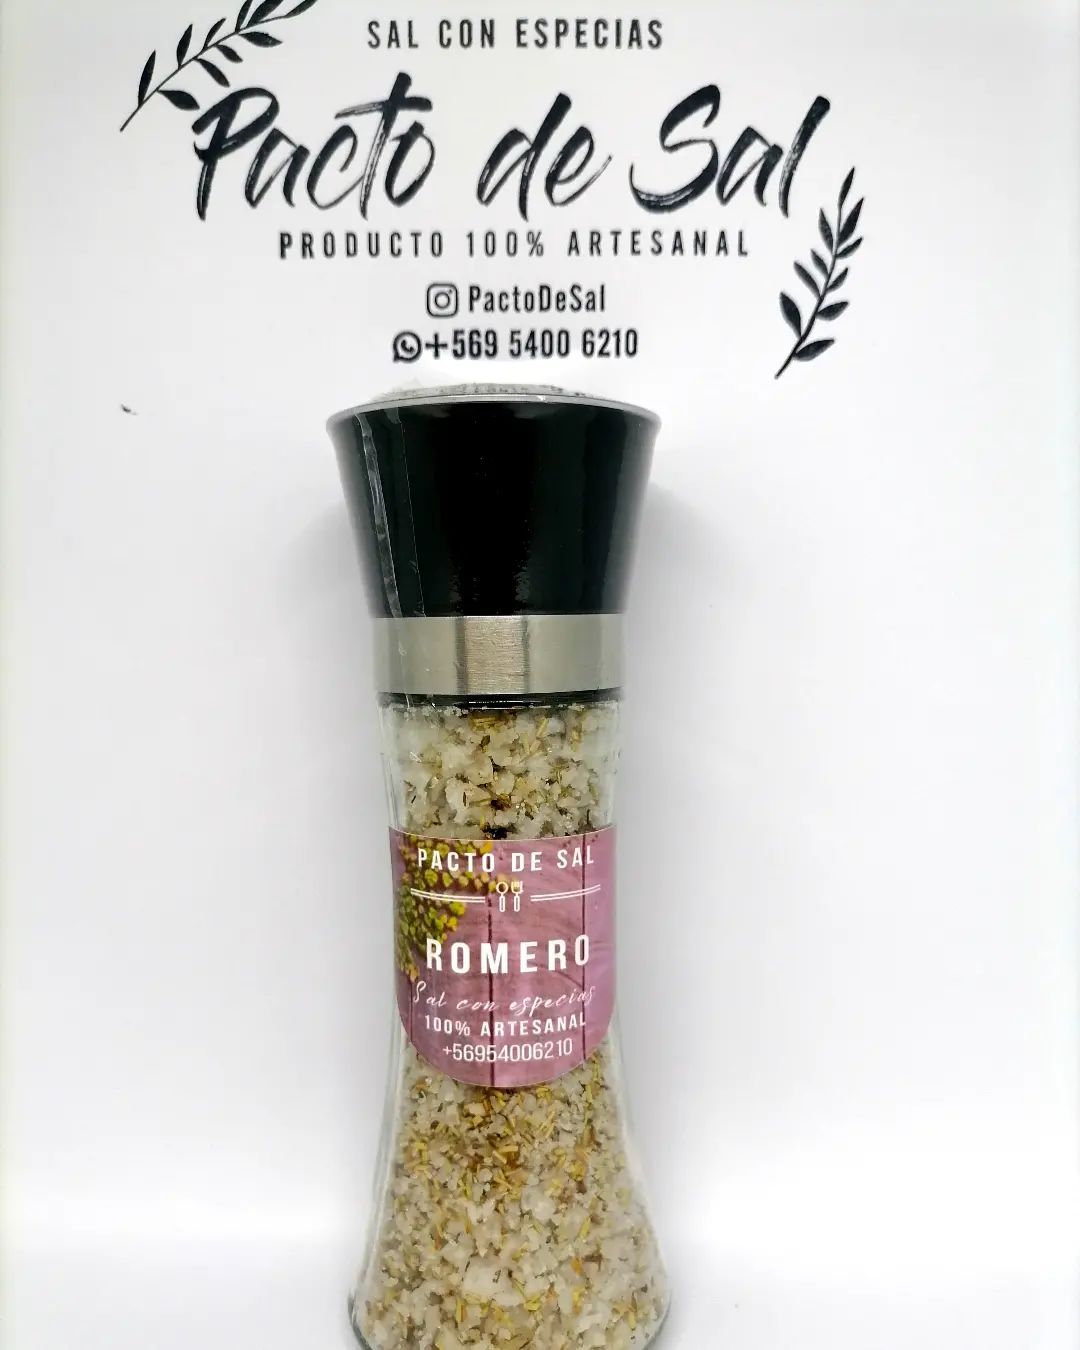 SAL CON ESPECIAS
Pacto de Sal
PRODUCTO 100% ARTESANAL
PactoDeSal
+569 5400 6210
PACTO DE SAL
ROMERO
Sal con especias
100% ARTESANAL
+56954006210